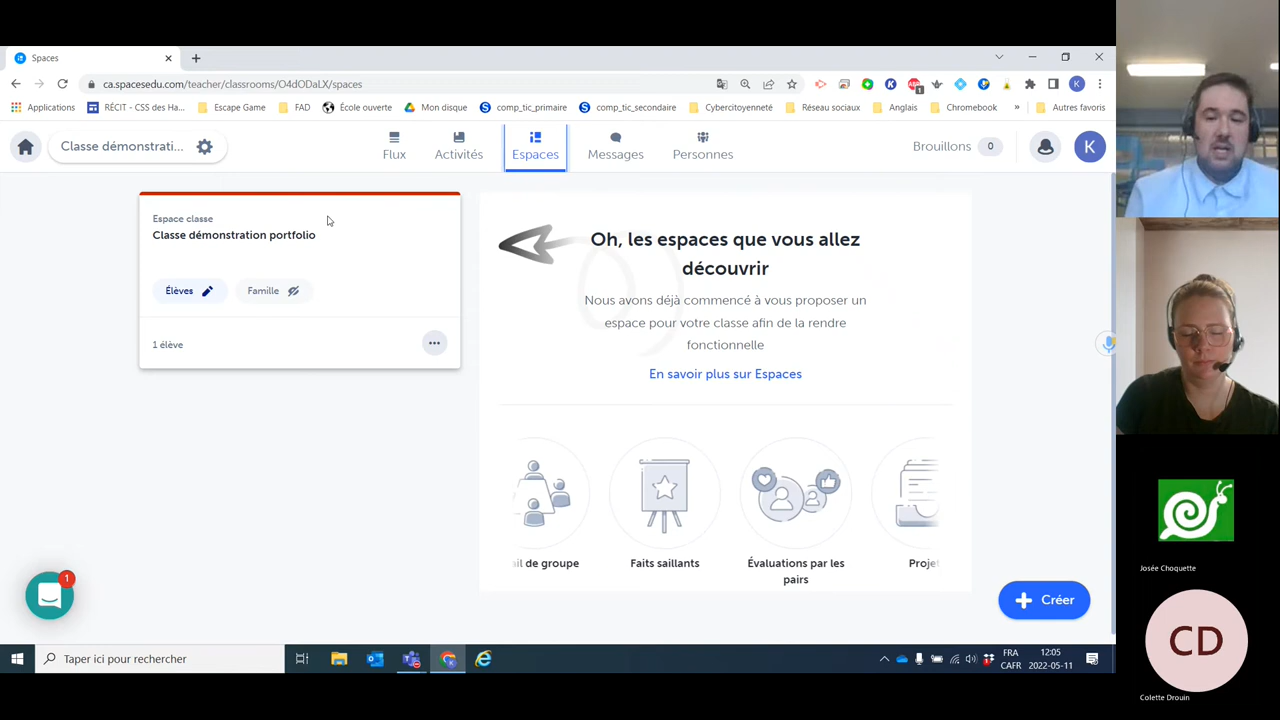 Spaces
ca.spacesedu.com/teacher/classrooms/O4dODaLX/spaces
Applications
RÉCIT - CSS des Ha...
Escape Game
FAD
École ouverte
Mon disque
comp_tic_primaire
comp_tic_secondaire
Cybercitoyenneté
Réseau sociaux
Anglais
Chromebook
»
Autres favoris
Classe démonstrati...
Flux
Activités
Espaces
Messages
Personnes
Brouillons 0
K
Espace classe
Classe démonstration portfolio
Élèves
Famille
1 élève
Oh, les espaces que vous allez
découvrir
Nous avons déjà commencé à vous proposer un
espace pour votre classe afin de la rendre
fonctionnelle
En savoir plus sur Espaces
ail de groupe
Faits saillants
Évaluations par les
pairs
Projet
1
Créer
Taper ici pour rechercher
FRA
CAFR
12:05
2022-05-11
Josée Choquette
CD
Colette Drouin